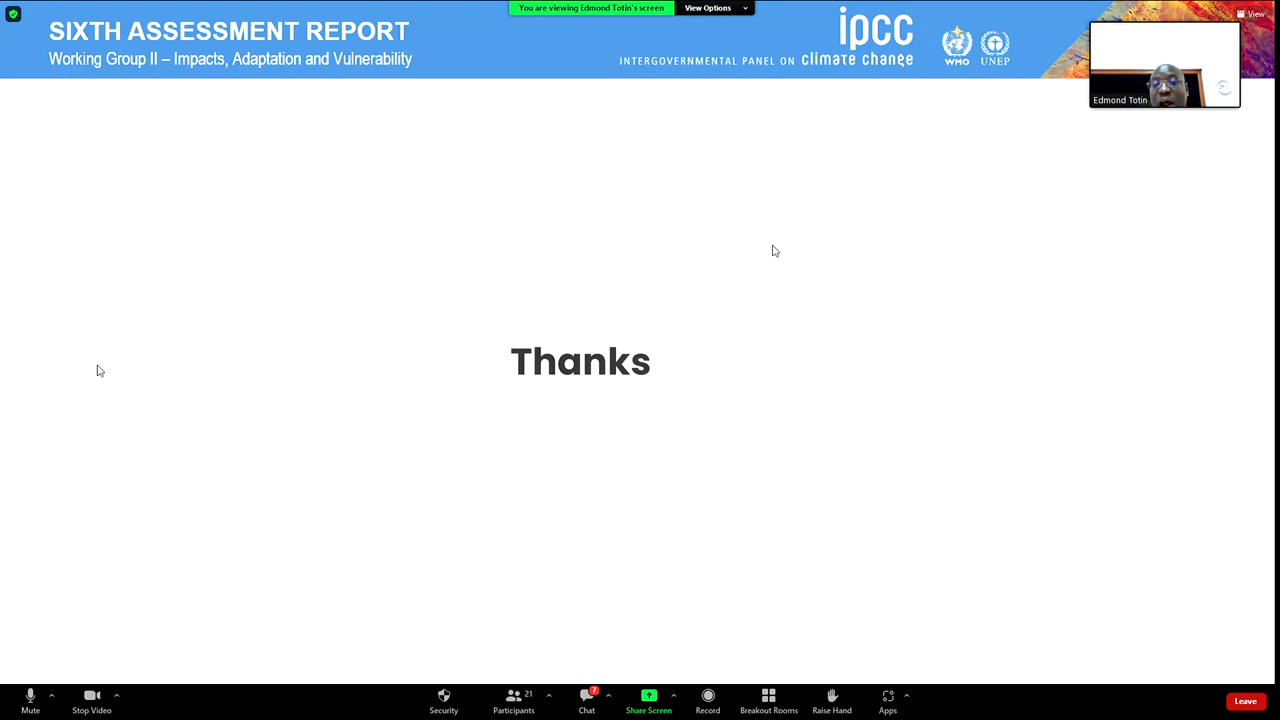 You are viewing Edmond Totin's screen
View Options
View
SIXTH ASSESSMENT REPORT
Working Group II – Impacts, Adaptation and Vulnerability
ipcc
INTERGOVERNMENTAL PANEL ON climate change
WMO
UNEP
Edmond Totin
Thanks
Mute
Stop Video
Security
21
Participants
7
Chat
Share Screen
Record
Breakout Rooms
Raise Hand
Apps
Leave